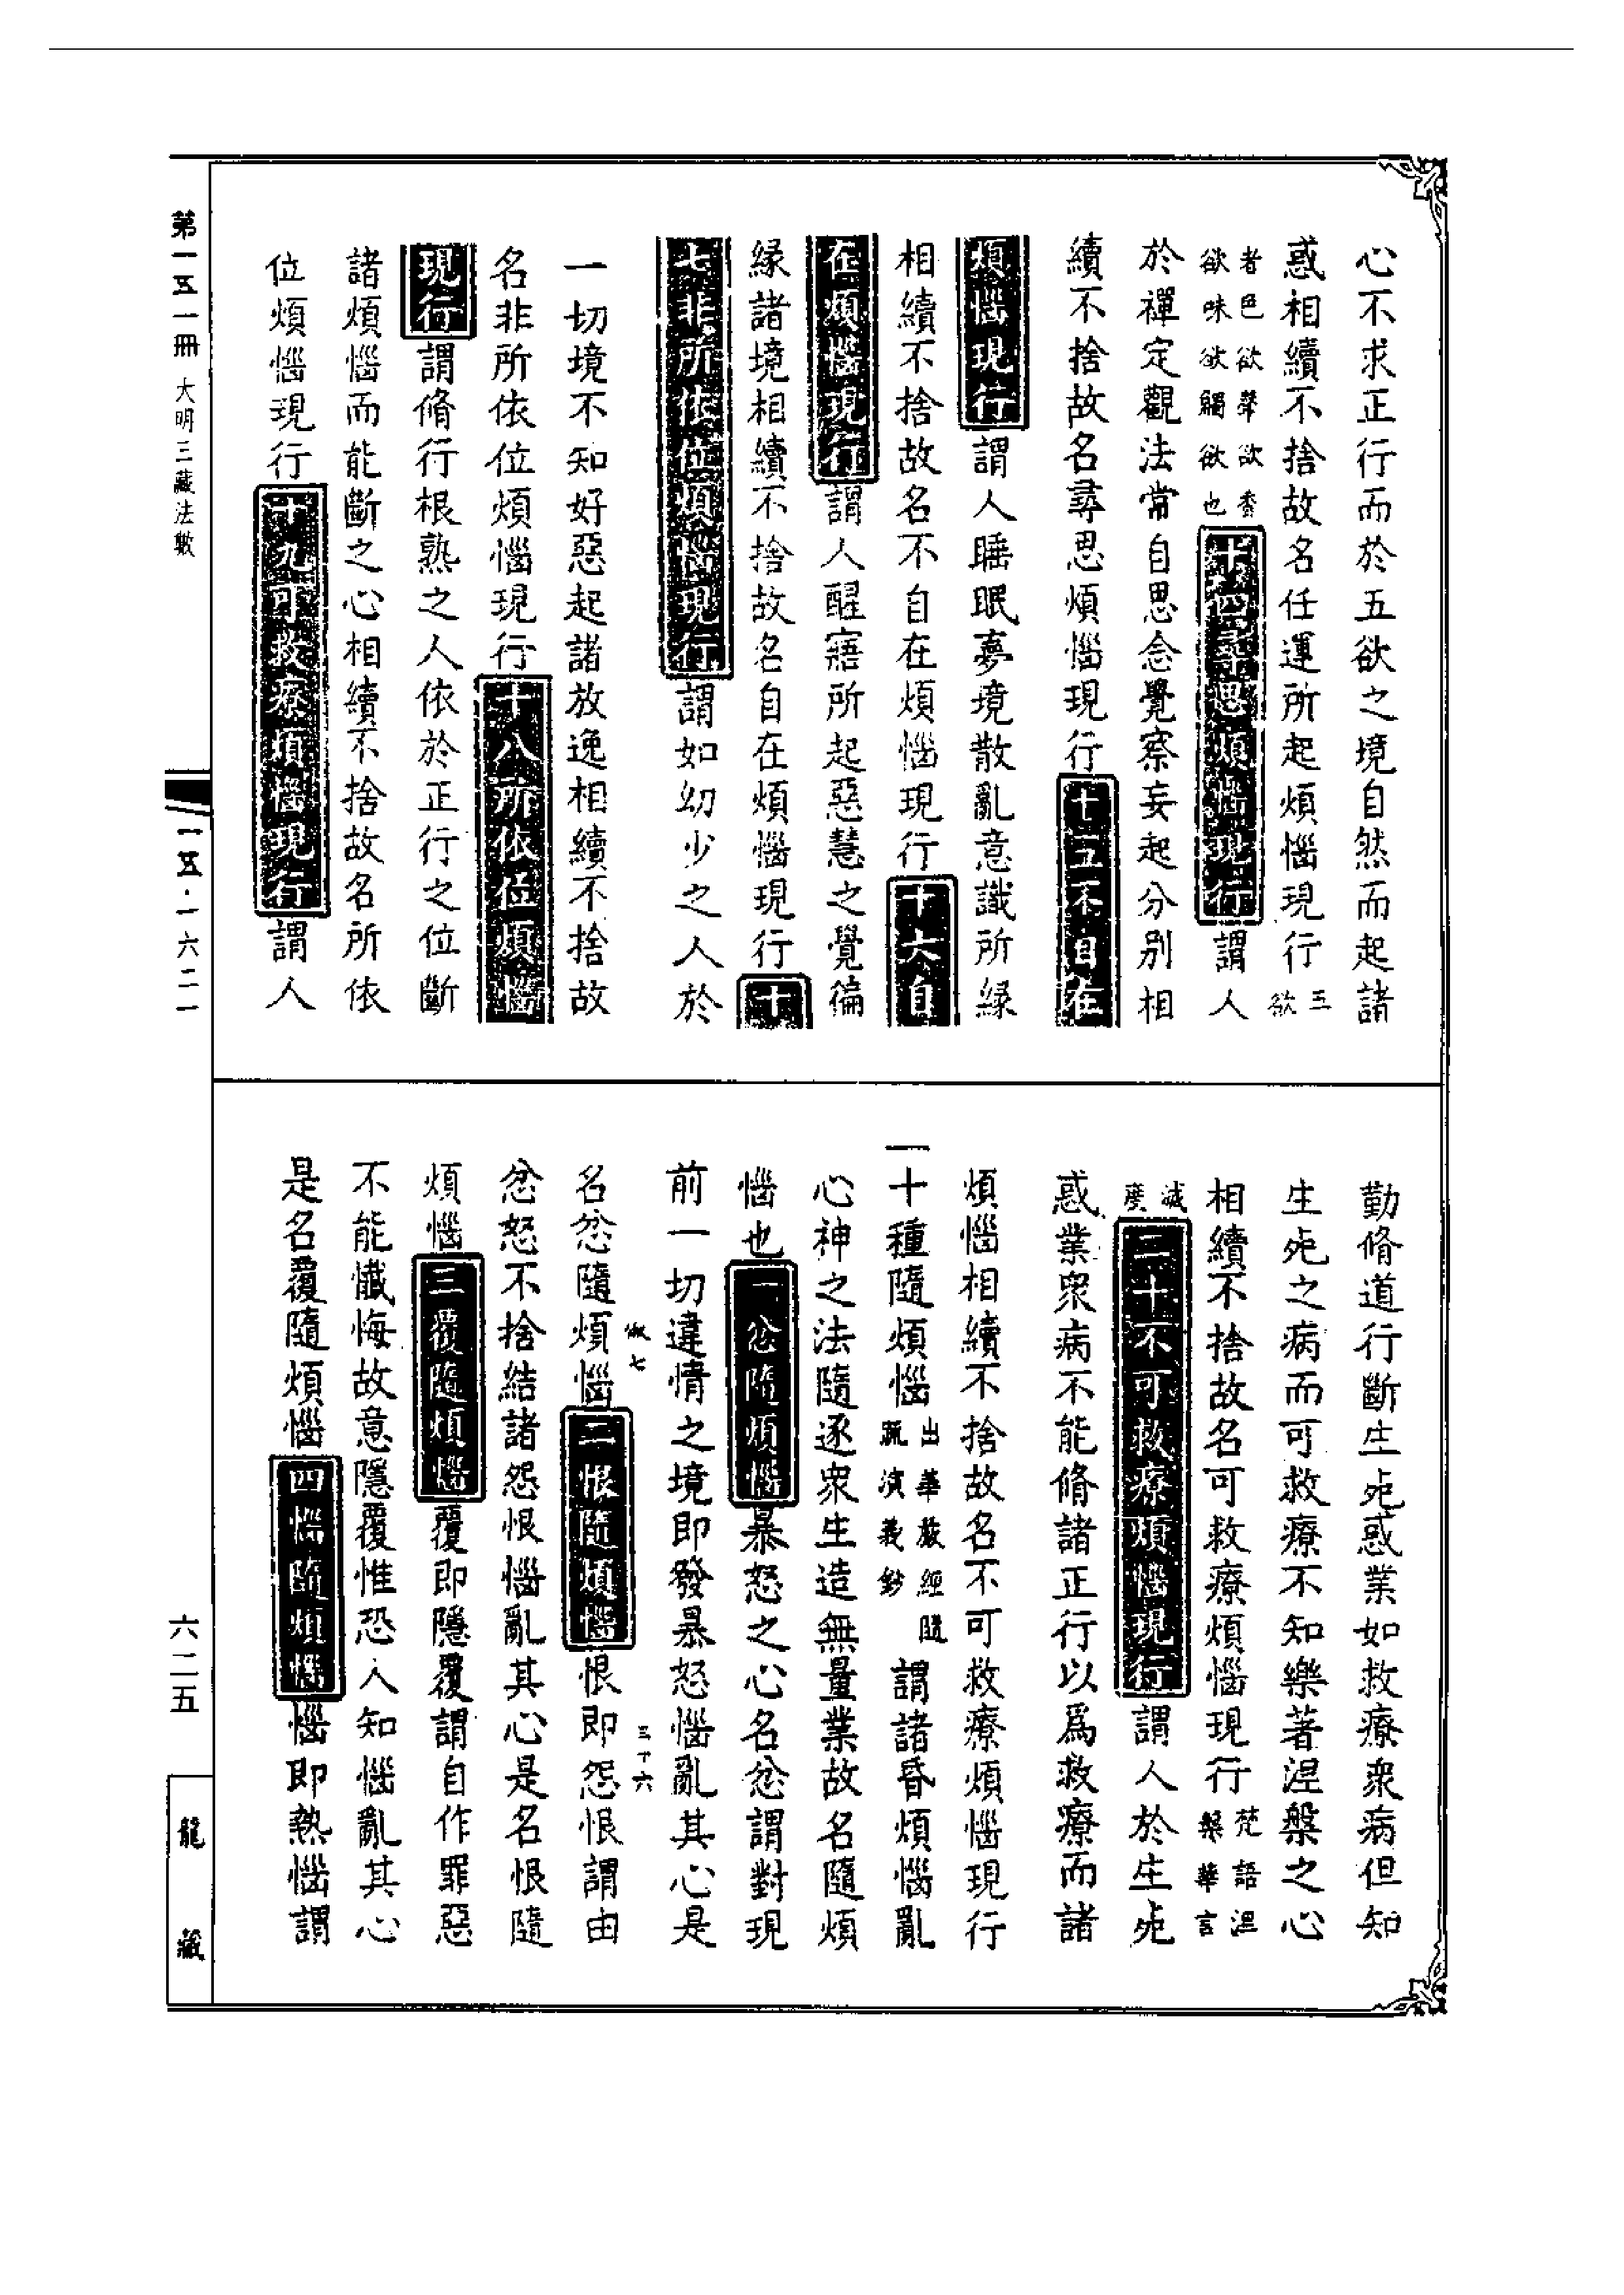 心不求正行而於五欲之境自然而起諸
惑相續不捨故名任運所起煩惱現行五欲
者色欲聲欲香
欲味欲觸欲也十四尋思煩惱現行謂人
於禪定觀法常自思念覺察妄起分別相
續不捨故名尋思煩惱現行十五不自在
煩惱現行謂人睡眠夢境散亂意識所緣
相續不捨故名不自在煩惱現行十六自
在煩惱現行謂人醒寤所起惡慧之覺徧
緣諸境相續不捨故名自在煩惱現行十
七非所依位煩惱現行謂如幼少之人於
一切境不知好惡起諸放逸相續不捨故
名非所依位煩惱現行十八所依位煩惱
現行謂脩行根熟之人依於正行之位斷
諸煩惱而能斷之心相續不捨故名所依
位煩惱現行十九可救療煩惱現行謂人
勤脩道行斷生死惑業如救療衆病但知
生死之病而可救療不知樂著涅槃之心
相續不捨故名可救療煩惱現行梵語涅槃華言
滅度二十不可救療煩惱現行謂人於生死
惑業衆病不能脩諸正行以爲救療而諸
煩惱相續不捨故名不可救療煩惱現行
二十種隨煩惱出華嚴經隨疏演義鈔謂諸昏煩惱亂
心神之法隨逐衆生造無量業故名隨煩
惱也一忿隨煩惱暴怒之心名忿謂對現
前一切違情之境即發暴怒惱亂其心是
名忿隨煩惱二恨隨煩惱恨即怨恨謂由
忿怒不捨結諸怨恨惱亂其心是名恨隨
煩惱三覆隨煩惱覆即隱覆謂自作罪惡
不能懺悔故意隱覆惟恐人知惱亂其心
是名覆隨煩惱四惱隨煩惱惱即熱惱謂
三十六
第一五一冊 大明三藏法數
一五·一六二一
六二五
龍藏